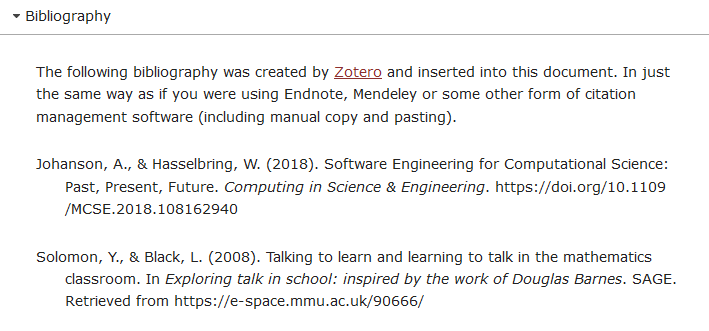 Bibliography
The following bibliography was created by Zotero and inserted into this document. In just
the same way as if you were using Endnote, Mendeley or some other form of citation
management software (including manual copy and pasting).
Johanson, A., & Hasselbring, W. (2018). Software Engineering for Computational Science:
Past, Present, Future. Computing in Science & Engineering. https://doi.org/10.1109
/MCSE.2018.108162940
Solomon, Y., & Black, L. (2008). Talking to learn and learning to talk in the mathematics
classroom. In Exploring talk in school: inspired by the work of Douglas Barnes. SAGE.
Retrieved from https://e-space.mmu.ac.uk/90666/